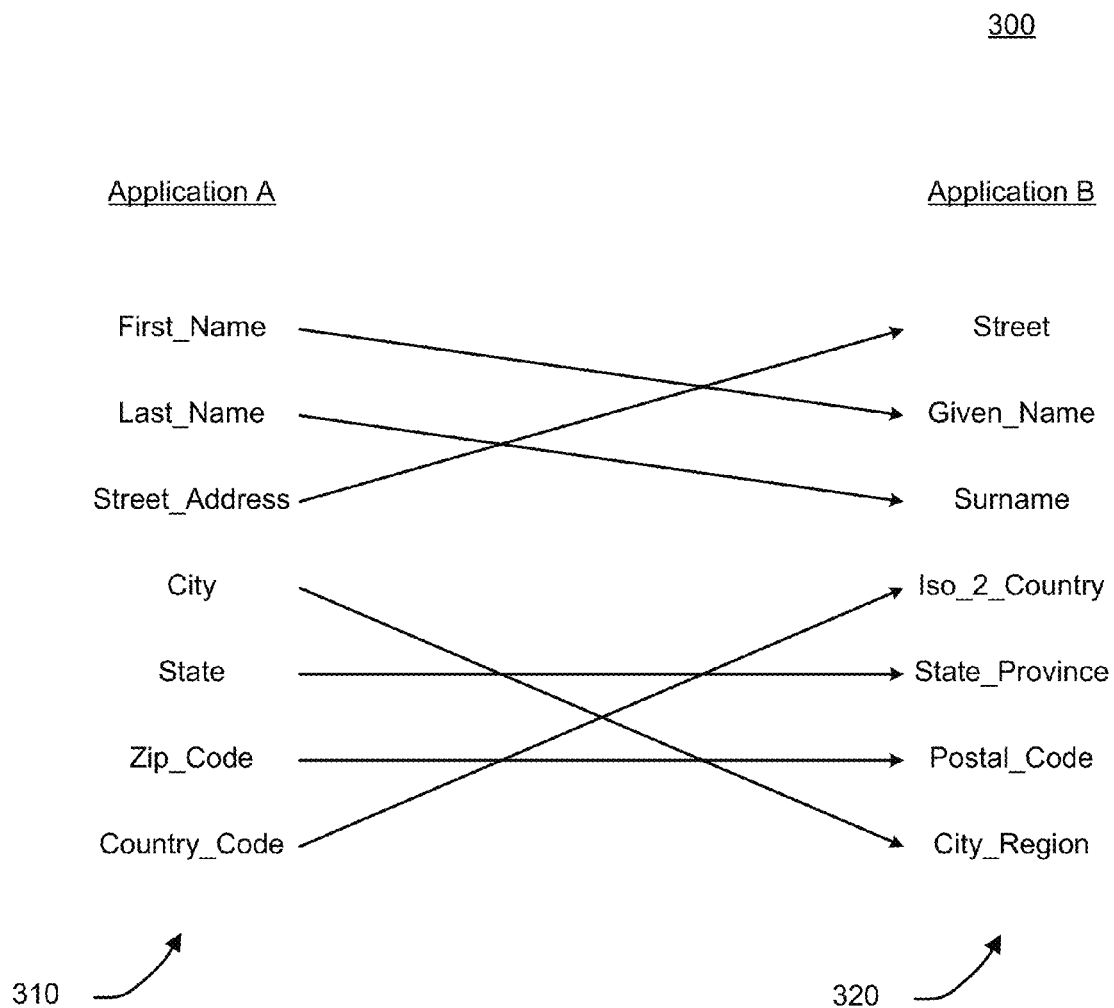 300
Application A Application B
First_Name Street
Last_Name Given_Name
Street_Address Surname
City Iso_2_Country
State State_Province
Zip_Code Postal_Code
Country_Code City_Region
310 320